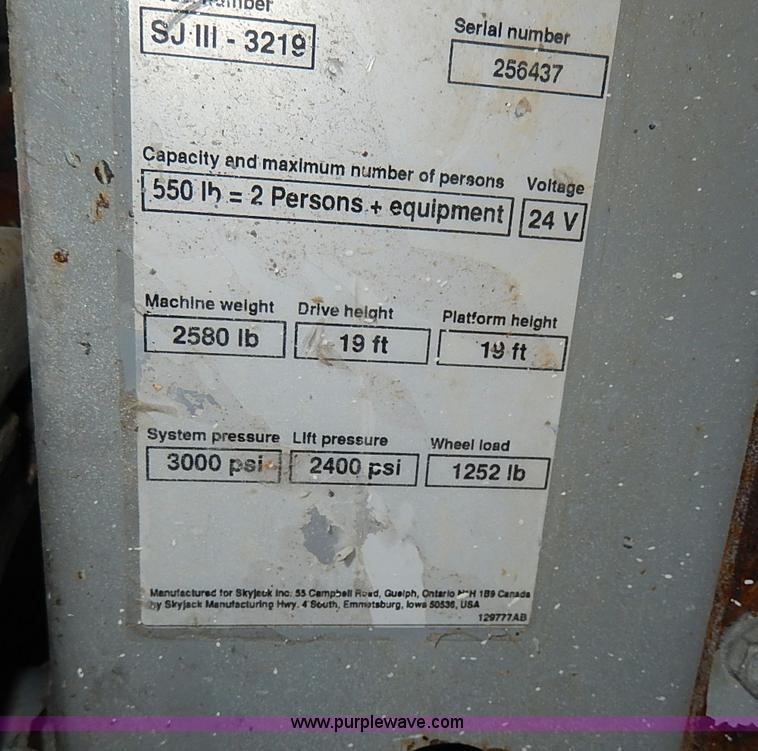 number
SJ III - 3219
Serial number
256437
Capacity and maximum number of persons
550 lb = 2 Persons + equipment
Voltage
24 V
Machine weight
2580 lb
Drive height
19 ft
Platform height
19 ft
System pressure
3000 psi
Lift pressure
2400 psi
Wheel load
1252 lb
Manufactured for Skyjack Inc. 55 Campbell Road, Guelph, Ontario 1B9 Canada
by Skyjack Manufacturing Hwy. 4 South, Emmetsburg, Iowa 50536, USA
129777AB
www.purplewave.com